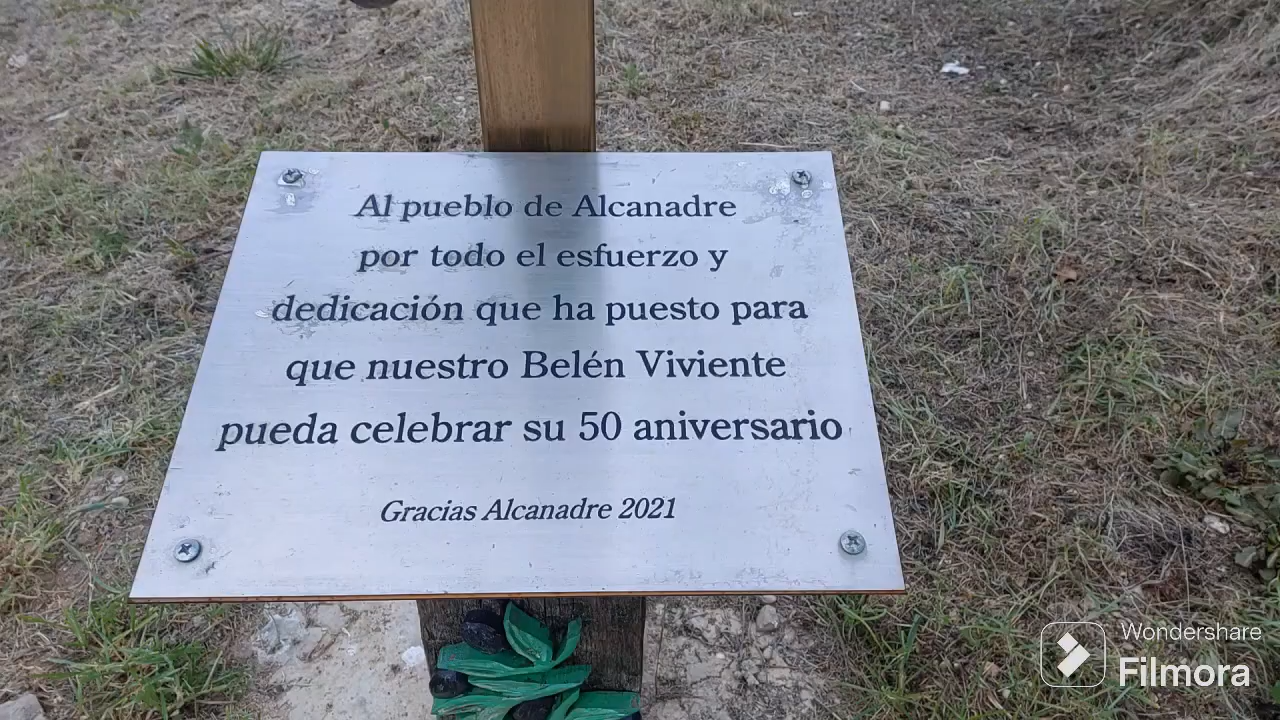 Al pueblo de Alcanadre
por todo el esfuerzo y
dedicación que ha puesto para
que nuestro Belén Viviente
pueda celebrar su 50 aniversario
Gracias Alcanadre 2021
Wondershare
Filmora